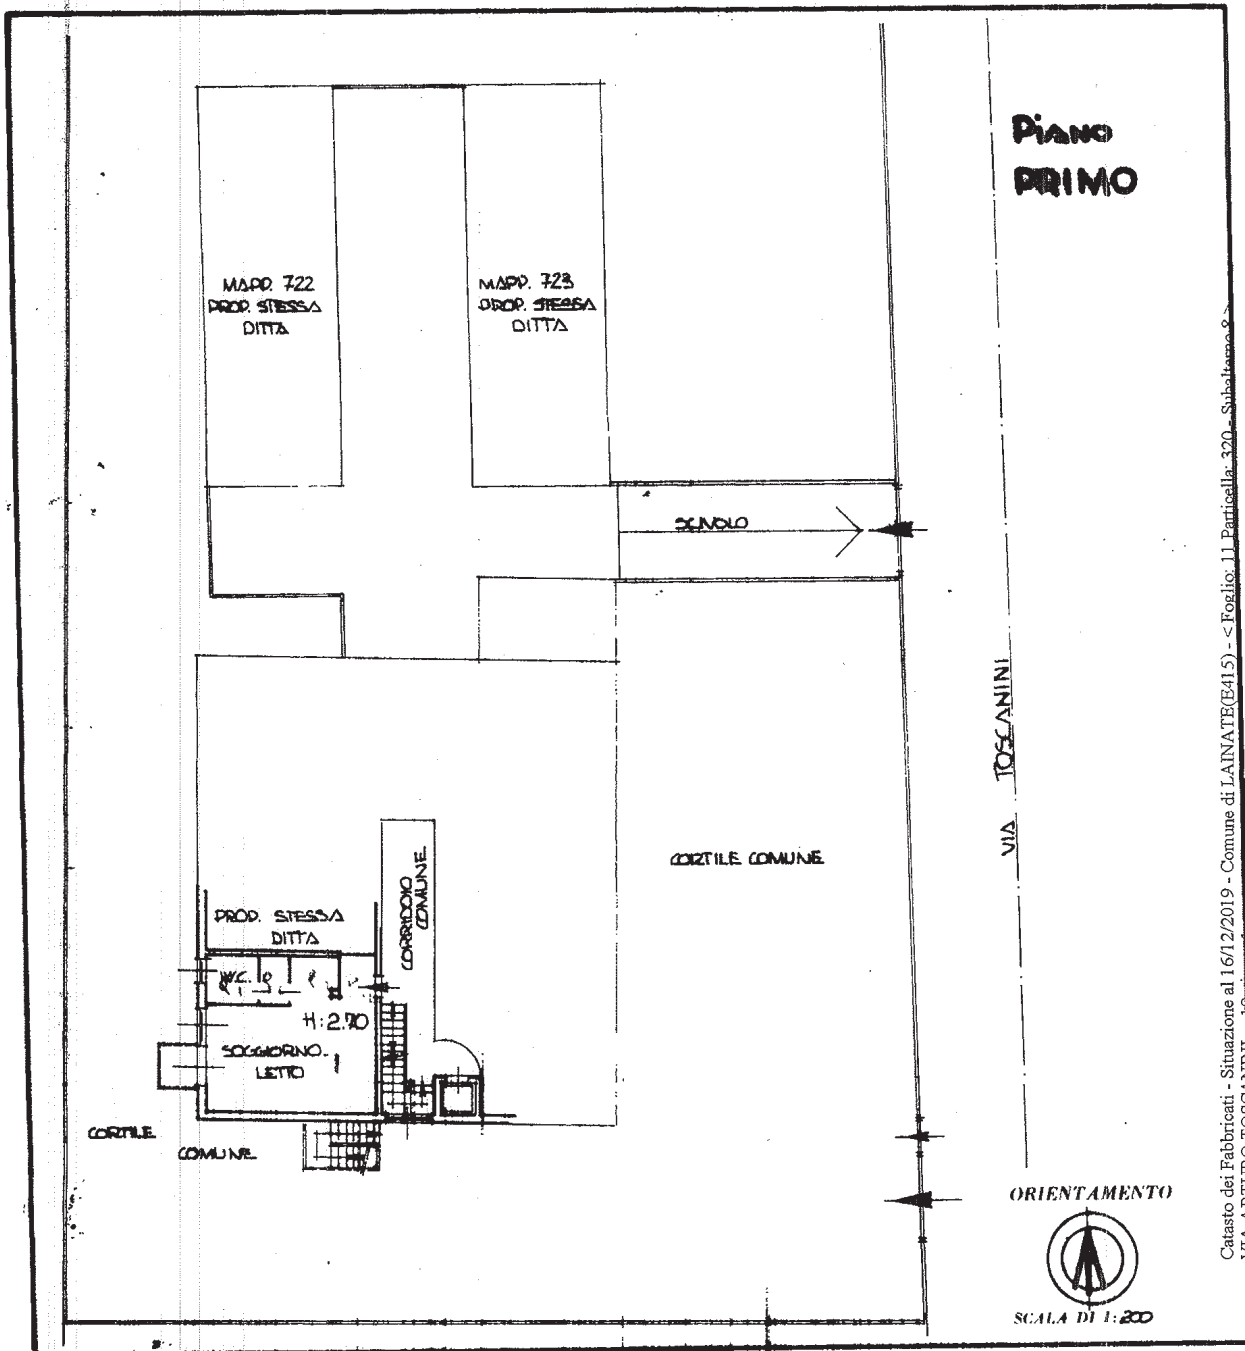 PIANO
PRIMO
MAPP. 722
PROP. STESSA
DITTA
MAPP. 723
PROP. STESSA
DITTA
SCIVOLO
VIA TOSCANINI
CORTILE COMUNE
CORRIDOIO
COMUNE
PROP. STESSA
DITTA
W.C.
H: 2.70
SOGGIORNO
LETTO
CORTILE
COMUNE
ORIENTAMENTO
SCALA DI 1: 200
Catasto dei Fabbricati - Situazione al 16/12/2019 - Comune di LAINATE(E415) - < Foglio: 11 Particella: 320 - Subalterno 8 >